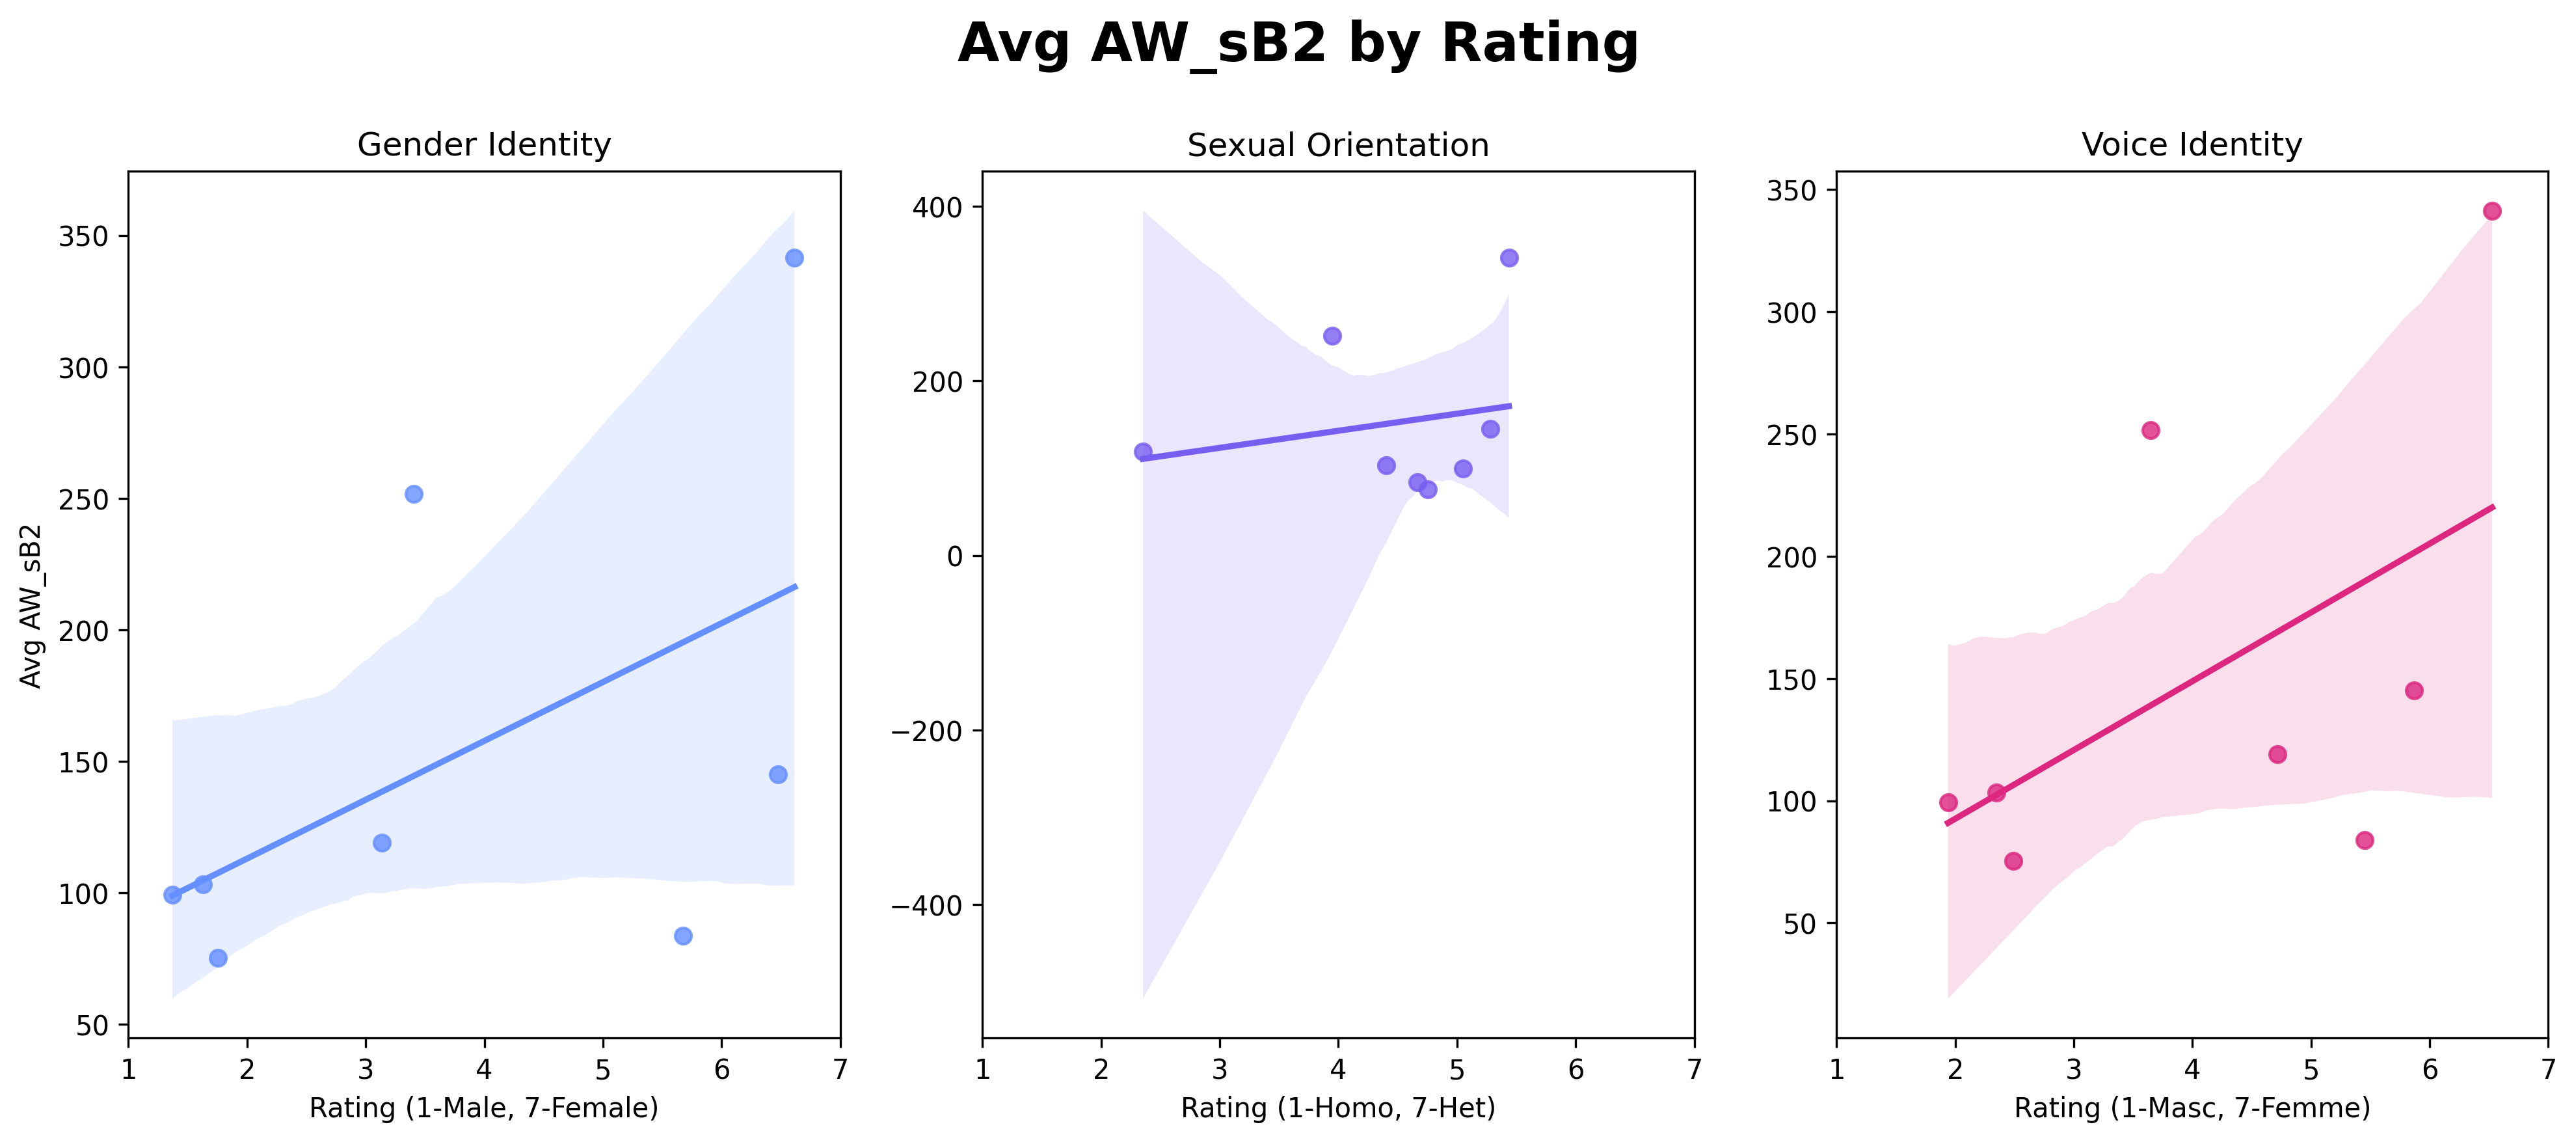 Avg AW_sB2 by Rating
Gender Identity
Sexual Orientation
Voice Identity
Avg AW_sB2
350
300
250
200
150
100
50
1 2 3 4 5 6 7
Rating (1-Male, 7-Female)
400
200
0
−200
−400
1 2 3 4 5 6 7
Rating (1-Homo, 7-Het)
350
300
250
200
150
100
50
1 2 3 4 5 6 7
Rating (1-Masc, 7-Femme)